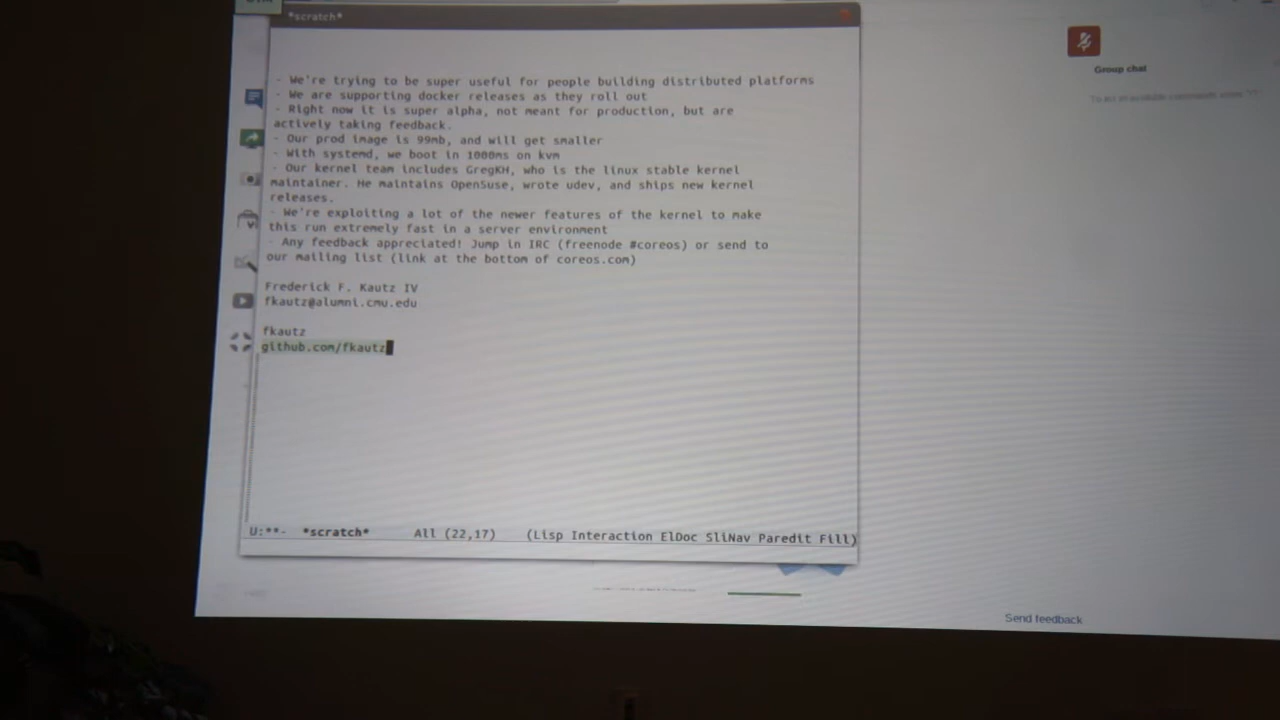 *scratch*
- We're trying to be super useful for people building distributed platforms
- We are supporting docker releases as they roll out
- Right now it is super alpha, not meant for production, but are
actively taking feedback.
- Our prod image is 99mb, and will get smaller
- With systemd, we boot in 1000ms on kvm
- Our kernel team includes GregKH, who is the linux stable kernel
maintainer. He maintains OpenSuse, wrote udev, and ships new kernel
releases.
- We're exploiting a lot of the newer features of the kernel to make
this run extremely fast in a server environment
- Any feedback appreciated! Jump in IRC (freenode #coreos) or send to
our mailing list (link at the bottom of coreos.com)
Frederick F. Kautz IV
fkautz@alumni.cmu.edu
fkautz
github.com/fkautz
U:**- *scratch* All (22,17) (Lisp Interaction ElDoc SliNav Paredit Fill)
Group chat
Send feedback